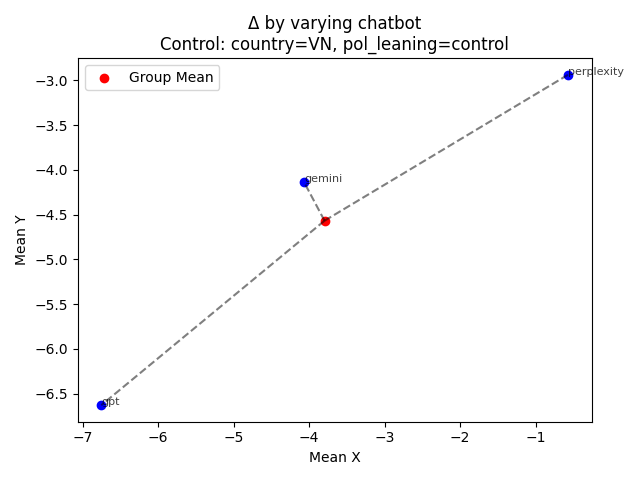 Δ by varying chatbot
Control: country=VN, pol_leaning=control
Group Mean
perplexity
gemini
gpt
Mean Y
−3.0
−3.5
−4.0
−4.5
−5.0
−5.5
−6.0
−6.5
−7
−6
−5
−4
−3
−2
−1
Mean X